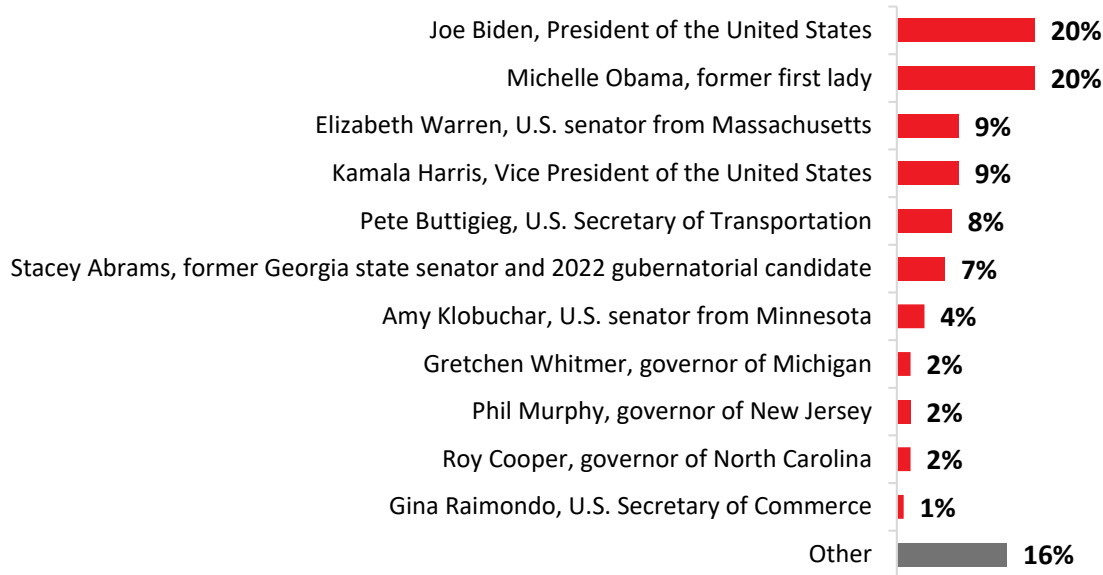 Joe Biden, President of the United States 20%
Michelle Obama, former first lady 20%
Elizabeth Warren, U.S. senator from Massachusetts 9%
Kamala Harris, Vice President of the United States 9%
Pete Buttigieg, U.S. Secretary of Transportation 8%
Stacey Abrams, former Georgia state senator and 2022 gubernatorial candidate 7%
Amy Klobuchar, U.S. senator from Minnesota 4%
Gretchen Whitmer, governor of Michigan 2%
Phil Murphy, governor of New Jersey 2%
Roy Cooper, governor of North Carolina 2%
Gina Raimondo, U.S. Secretary of Commerce 1%
Other 16%